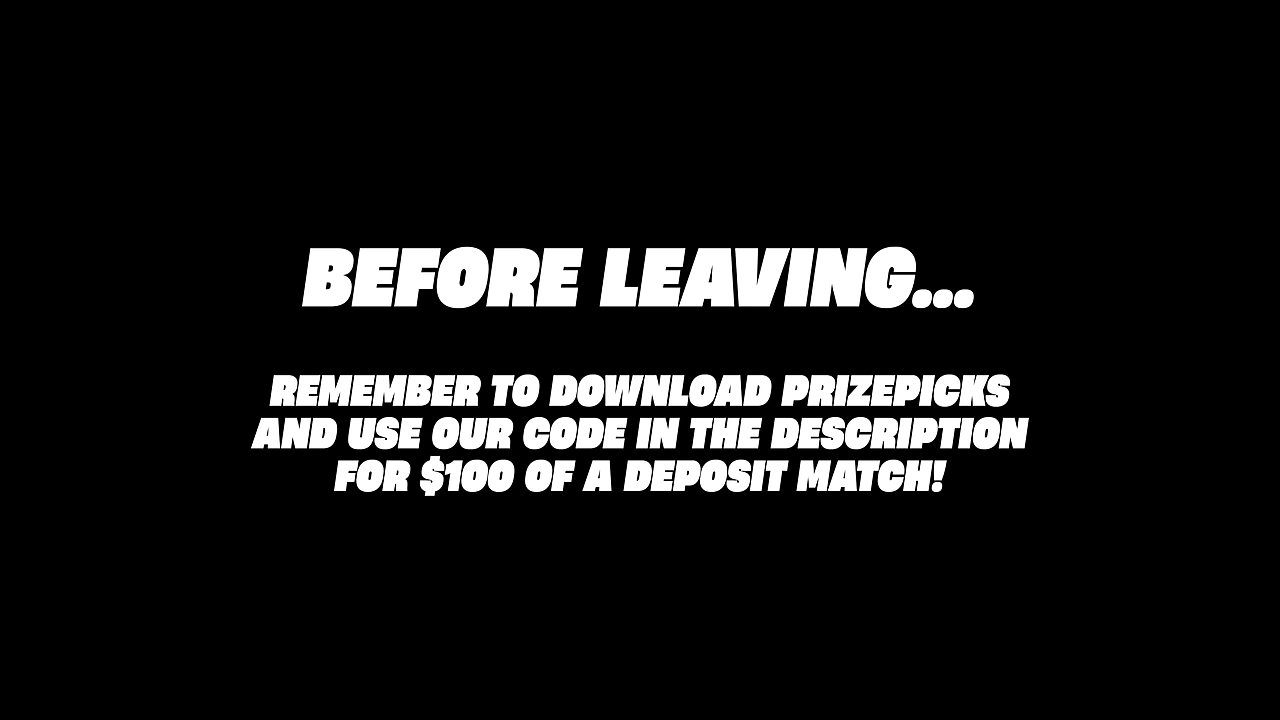 BEFORE LEAVING...
REMEMBER TO DOWNLOAD PRIZEPICKS
AND USE OUR CODE IN THE DESCRIPTION
FOR $100 OF A DEPOSIT MATCH!